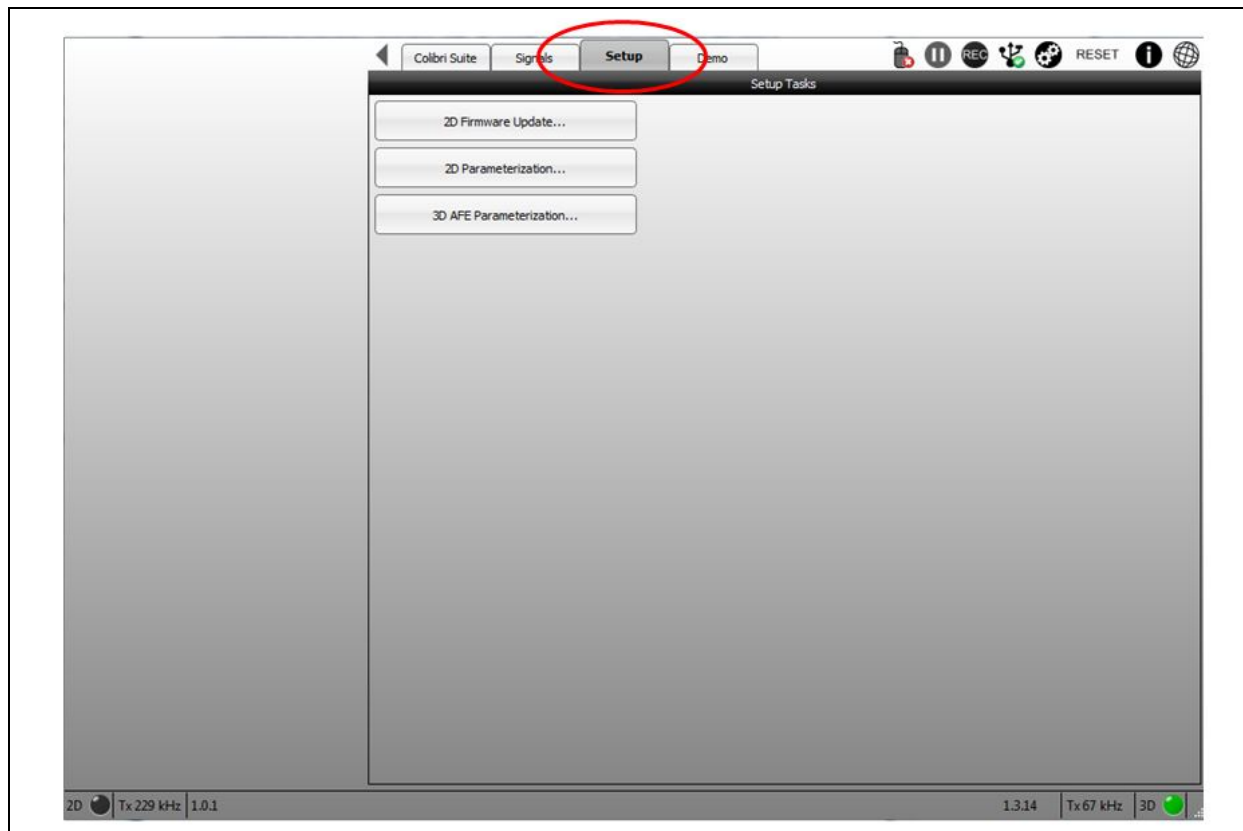 Colibri Suite Signals Setup Demo REC RESET i
Setup Tasks
2D Firmware Update...
2D Parameterization...
3D AFE Parameterization...
2D Tx 229 kHz 1.0.1 1.3.14 Tx 67 kHz 3D